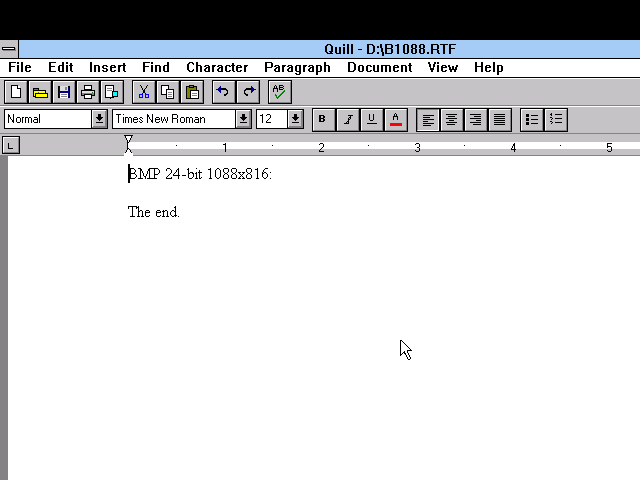 Quill - D:\B1088.RTF
File Edit Insert Find Character Paragraph Document View Help
AB
Normal Times New Roman 12 B I U A
L 1 2 3 4 5
BMP 24-bit 1088x816:
The end.